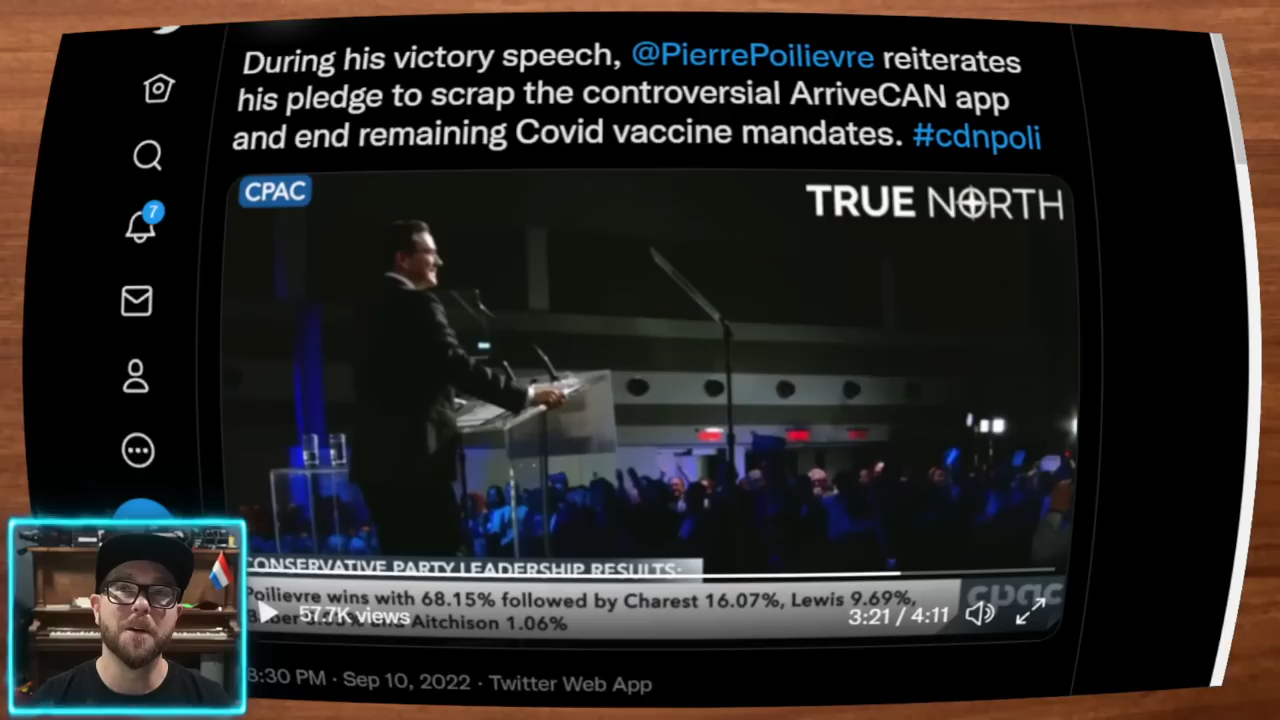 During his victory speech, @PierrePoilievre reiterates
his pledge to scrap the controversial ArriveCAN app
and end remaining Covid vaccine mandates. #cdnpoli
CPAC
TRUE NORTH
7
CONSERVATIVE PARTY LEADERSHIP RESULTS:
Poilievre wins with 68.15% followed by Charest 16.07%, Lewis 9.69%,
and Aitchison 1.06%
cpac
57.7K views
3:21 / 4:11
8:30 PM · Sep 10, 2022 · Twitter Web App